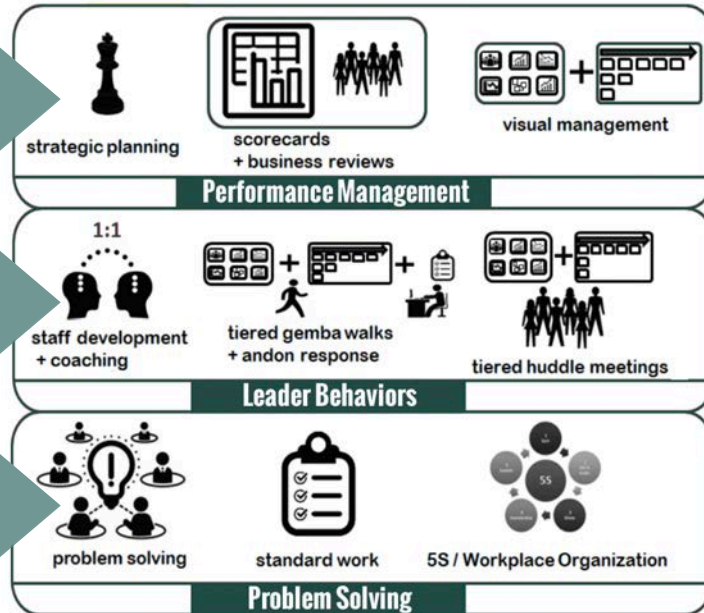 strategic planning
scorecards
+ business reviews
visual management
Performance Management
1:1
staff development
+ coaching
tiered gemba walks
+ andon response
tiered huddle meetings
Leader Behaviors
problem solving
standard work
5S
5S / Workplace Organization
Problem Solving